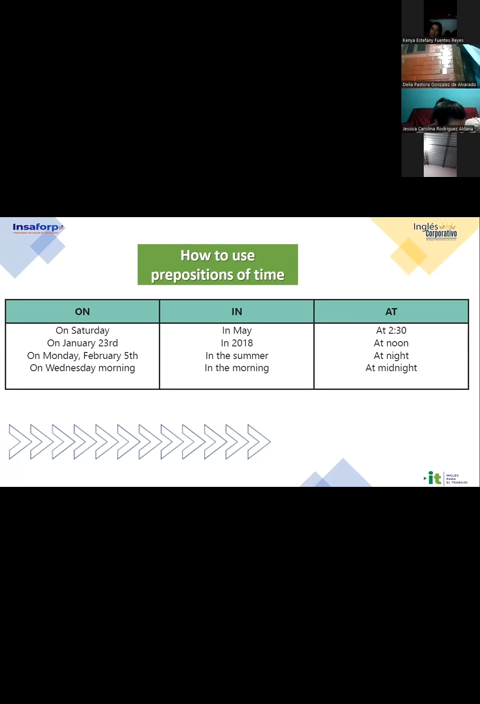 Kenya Estefany Fuentes Reyes
Delia Pastora Gonzalez de Alvarado
Jessica Carolina Rodriguez Aldana
Insaforp
Inglés
Corporativo
How to use
prepositions of time
ON IN AT
On Saturday In May At 2:30
On January 23rd In 2018 At noon
On Monday, February 5th In the summer At night
On Wednesday morning In the morning At midnight
it
INGLÉS
PARA
EL TRABAJO